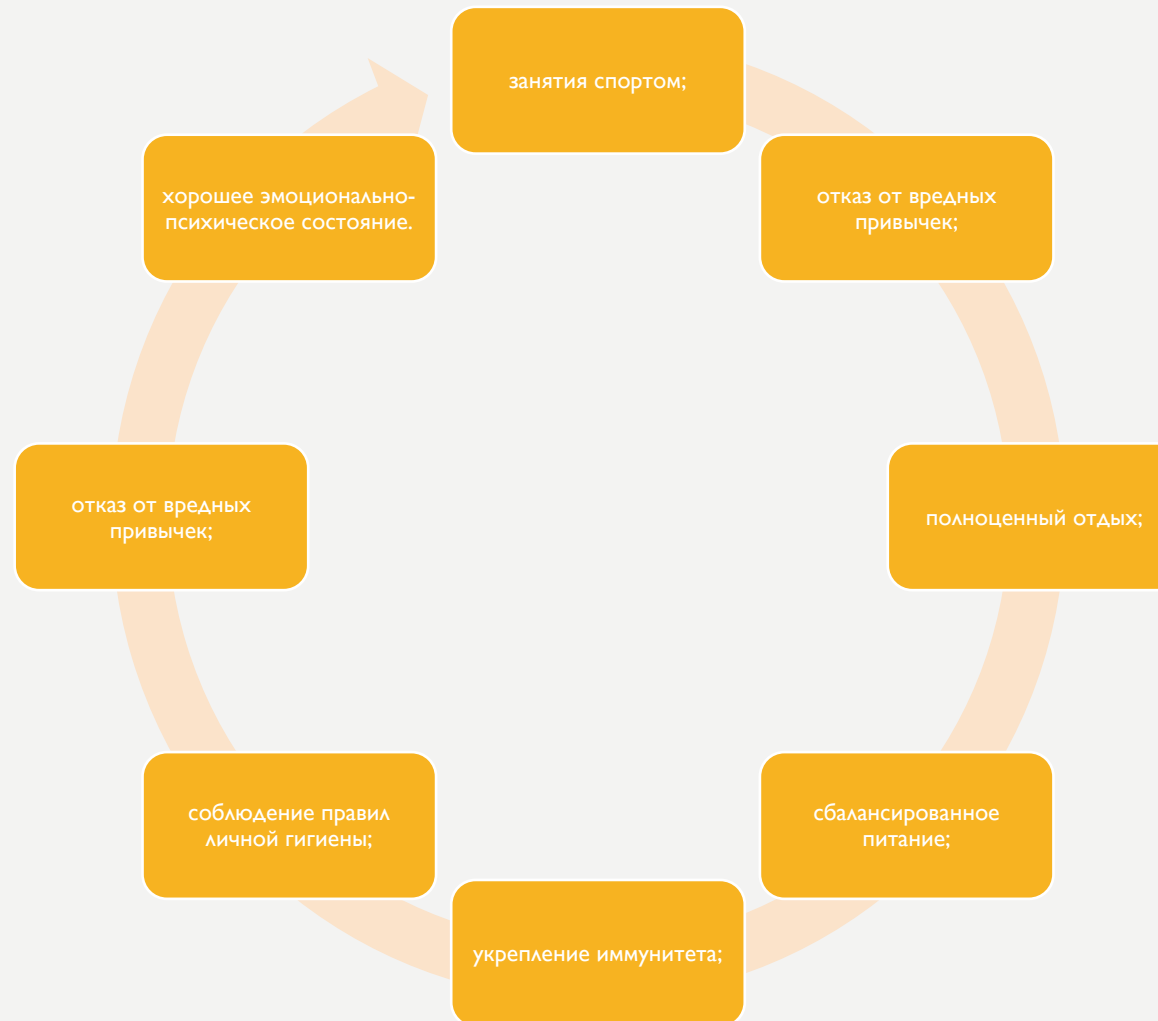 занятия спортом;
отказ от вредных
привычек;
полноценный отдых;
сбалансированное
питание;
укрепление иммунитета;
соблюдение правил
личной гигиены;
отказ от вредных
привычек;
хорошее эмоционально-
психическое состояние.